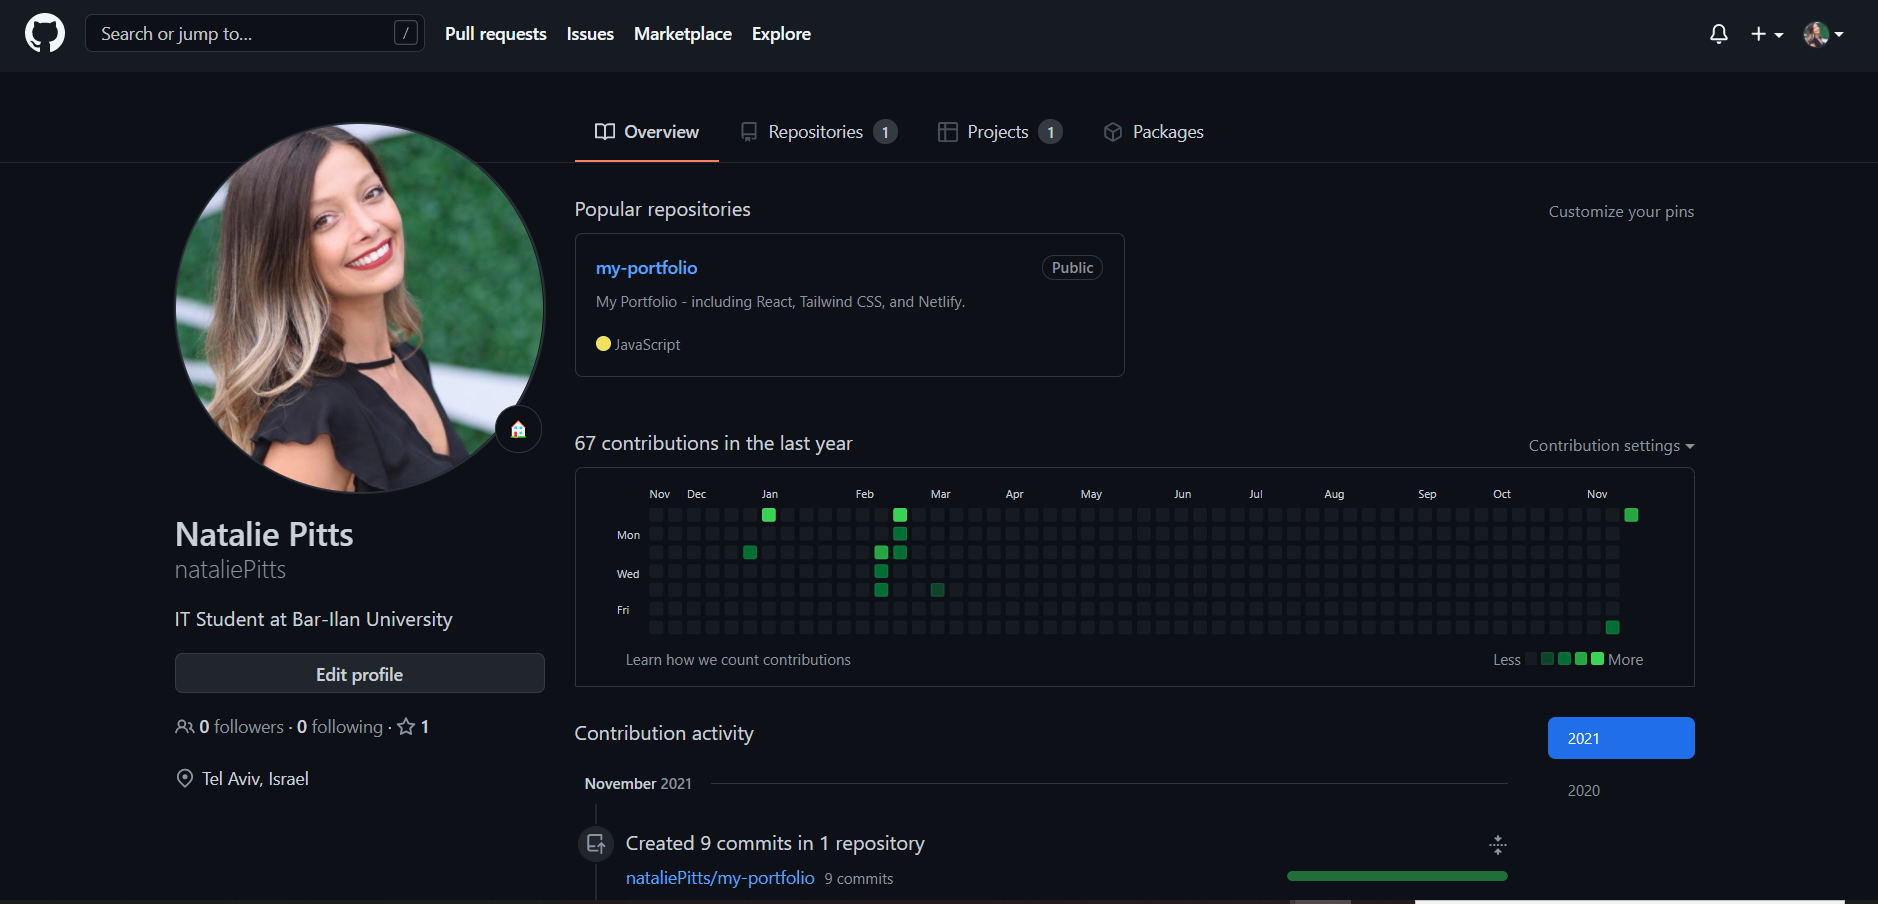 Search or jump to... /
Pull requests Issues Marketplace Explore
Overview Repositories 1 Projects 1 Packages
Natalie Pitts
nataliePitts
IT Student at Bar-Ilan University
Edit profile
0 followers · 0 following · 1
Tel Aviv, Israel
Popular repositories
Customize your pins
my-portfolio Public
My Portfolio - including React, Tailwind CSS, and Netlify.
JavaScript
67 contributions in the last year
Contribution settings
Nov Dec Jan Feb Mar Apr May Jun Jul Aug Sep Oct Nov
Mon
Wed
Fri
Learn how we count contributions
Less More
Contribution activity
2021
2020
November 2021
Created 9 commits in 1 repository
nataliePitts/my-portfolio 9 commits